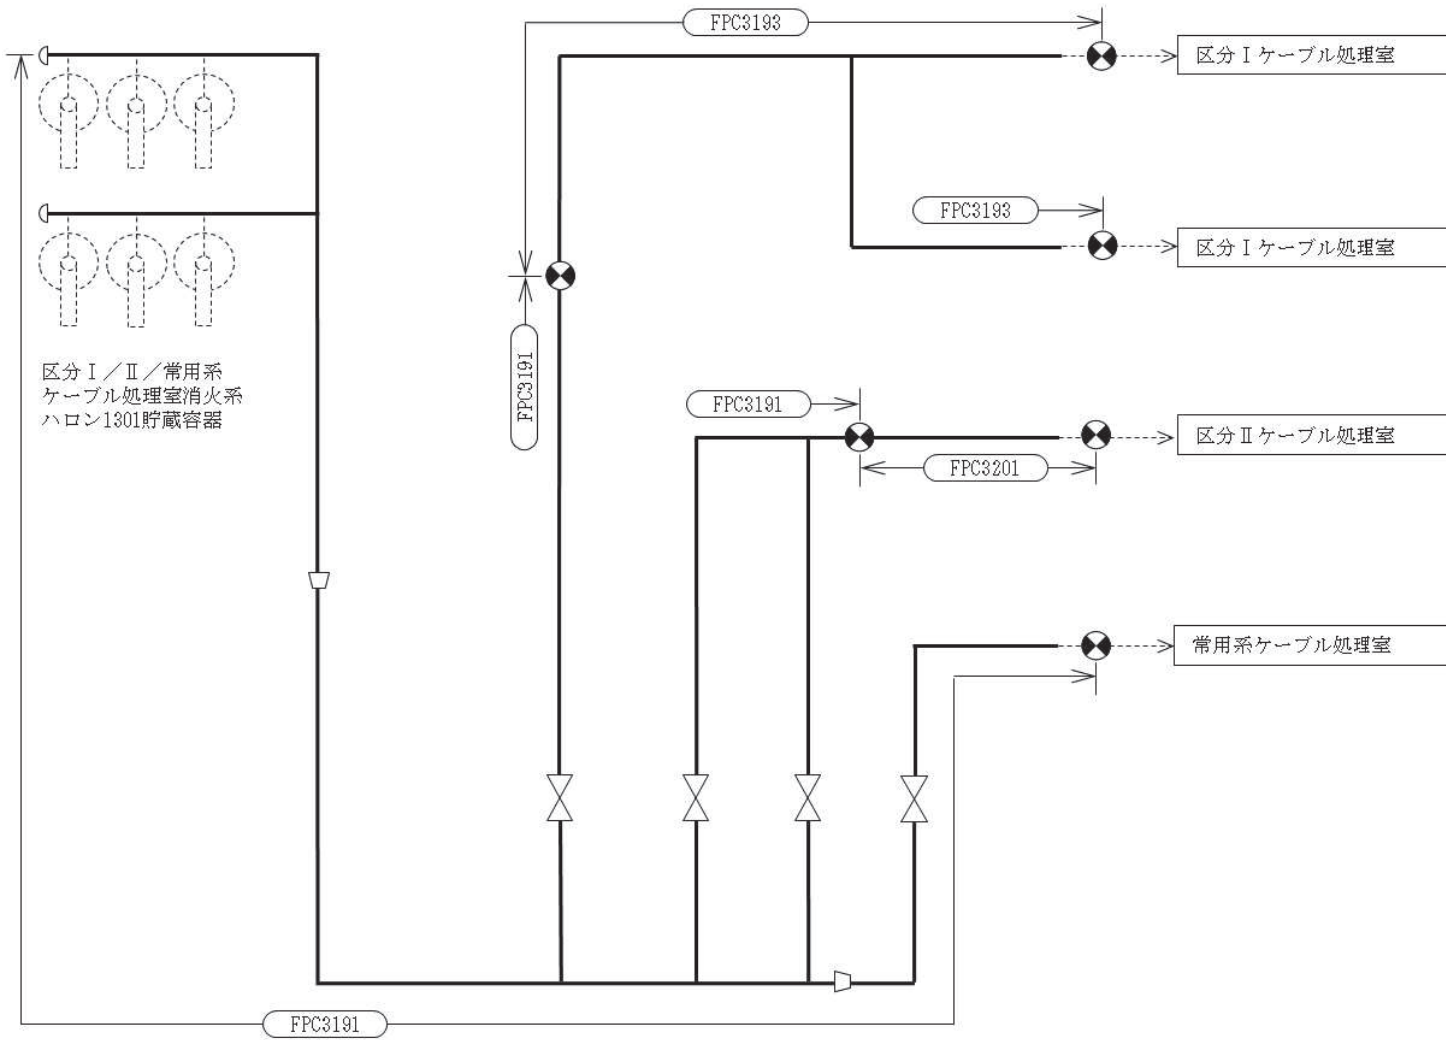 FPC3193
区分Ⅰケーブル処理室
FPC3193
区分Ⅰケーブル処理室
FPC3191
区分Ⅰ／Ⅱ／常用系
ケーブル処理室消火系
ハロン1301貯蔵容器
FPC3191
区分Ⅱケーブル処理室
FPC3201
常用系ケーブル処理室
FPC3191